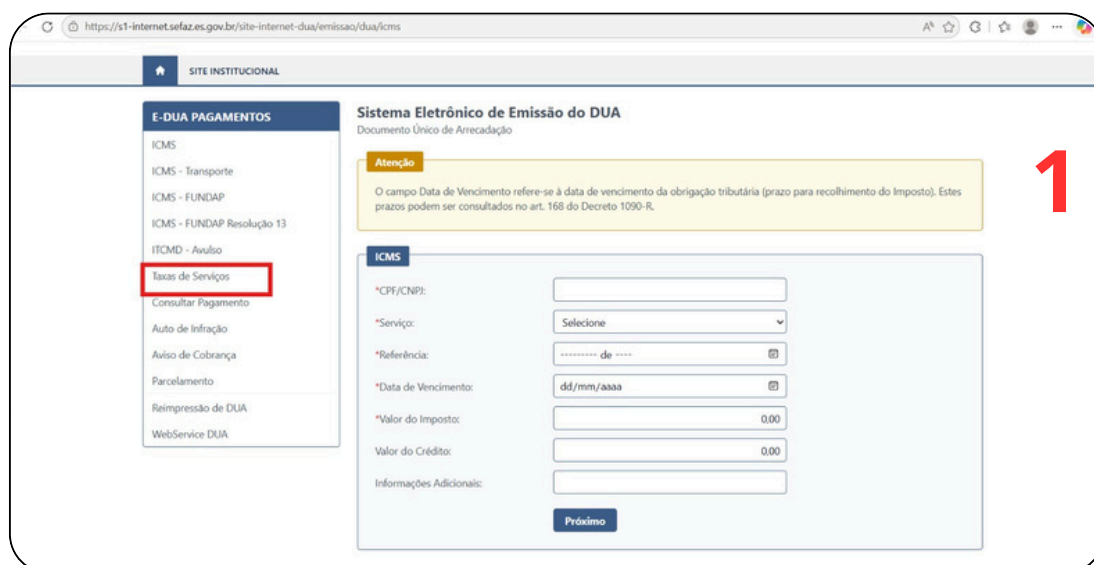 https://s1-internet.sefaz.es.gov.br/site-internet-dua/emissao/dua/icms
SITE INSTITUCIONAL
E-DUA PAGAMENTOS
ICMS
ICMS - Transporte
ICMS - FUNDAP
ICMS - FUNDAP Resolução 13
ITCMD - Avulso
Taxas de Serviços
Consultar Pagamento
Auto de Infração
Aviso de Cobrança
Parcelamento
Reimpressão de DUA
WebService DUA
Sistema Eletrônico de Emissão do DUA
Documento Único de Arrecadação
Atenção
O campo Data de Vencimento refere-se à data de vencimento da obrigação tributária (prazo para recolhimento do Imposto). Estes
prazos podem ser consultados no art. 168 do Decreto 1090-R.
1
ICMS
*CPF/CNPJ:
*Serviço: Selecione
*Referência: --------- de ----
*Data de Vencimento: dd/mm/aaaa
*Valor do Imposto: 0,00
Valor do Crédito: 0,00
Informações Adicionais:
Próximo